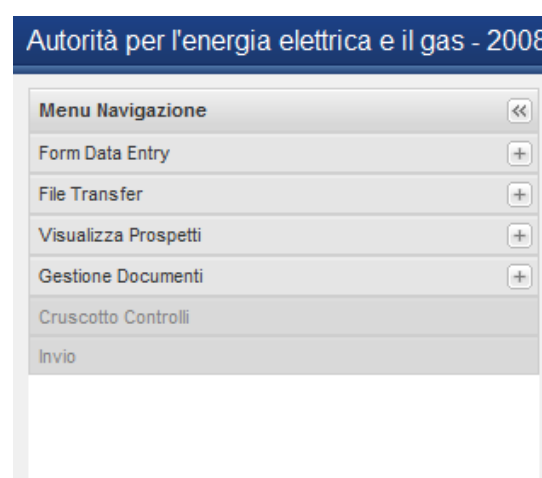 Autorità per l'energia elettrica e il gas - 2008
Menu Navigazione
Form Data Entry
File Transfer
Visualizza Prospetti
Gestione Documenti
Cruscotto Controlli
Invio